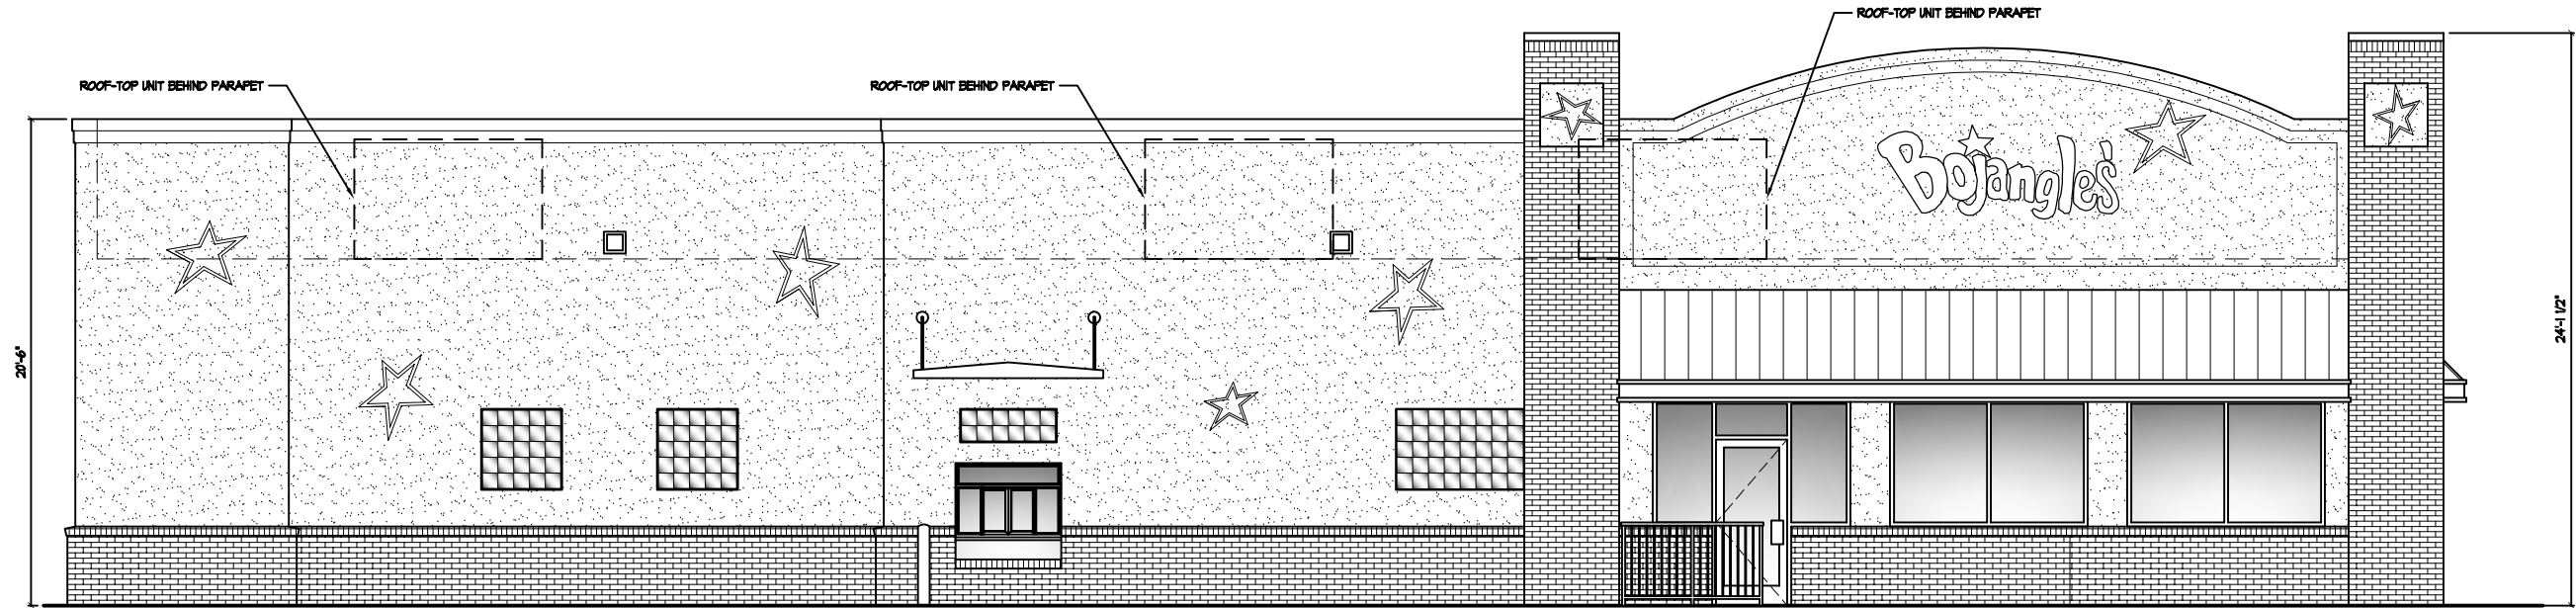 ROOF-TOP UNIT BEHIND PARAPET
ROOF-TOP UNIT BEHIND PARAPET
ROOF-TOP UNIT BEHIND PARAPET
Bojangles'
20'-6"
24'-1 1/2"